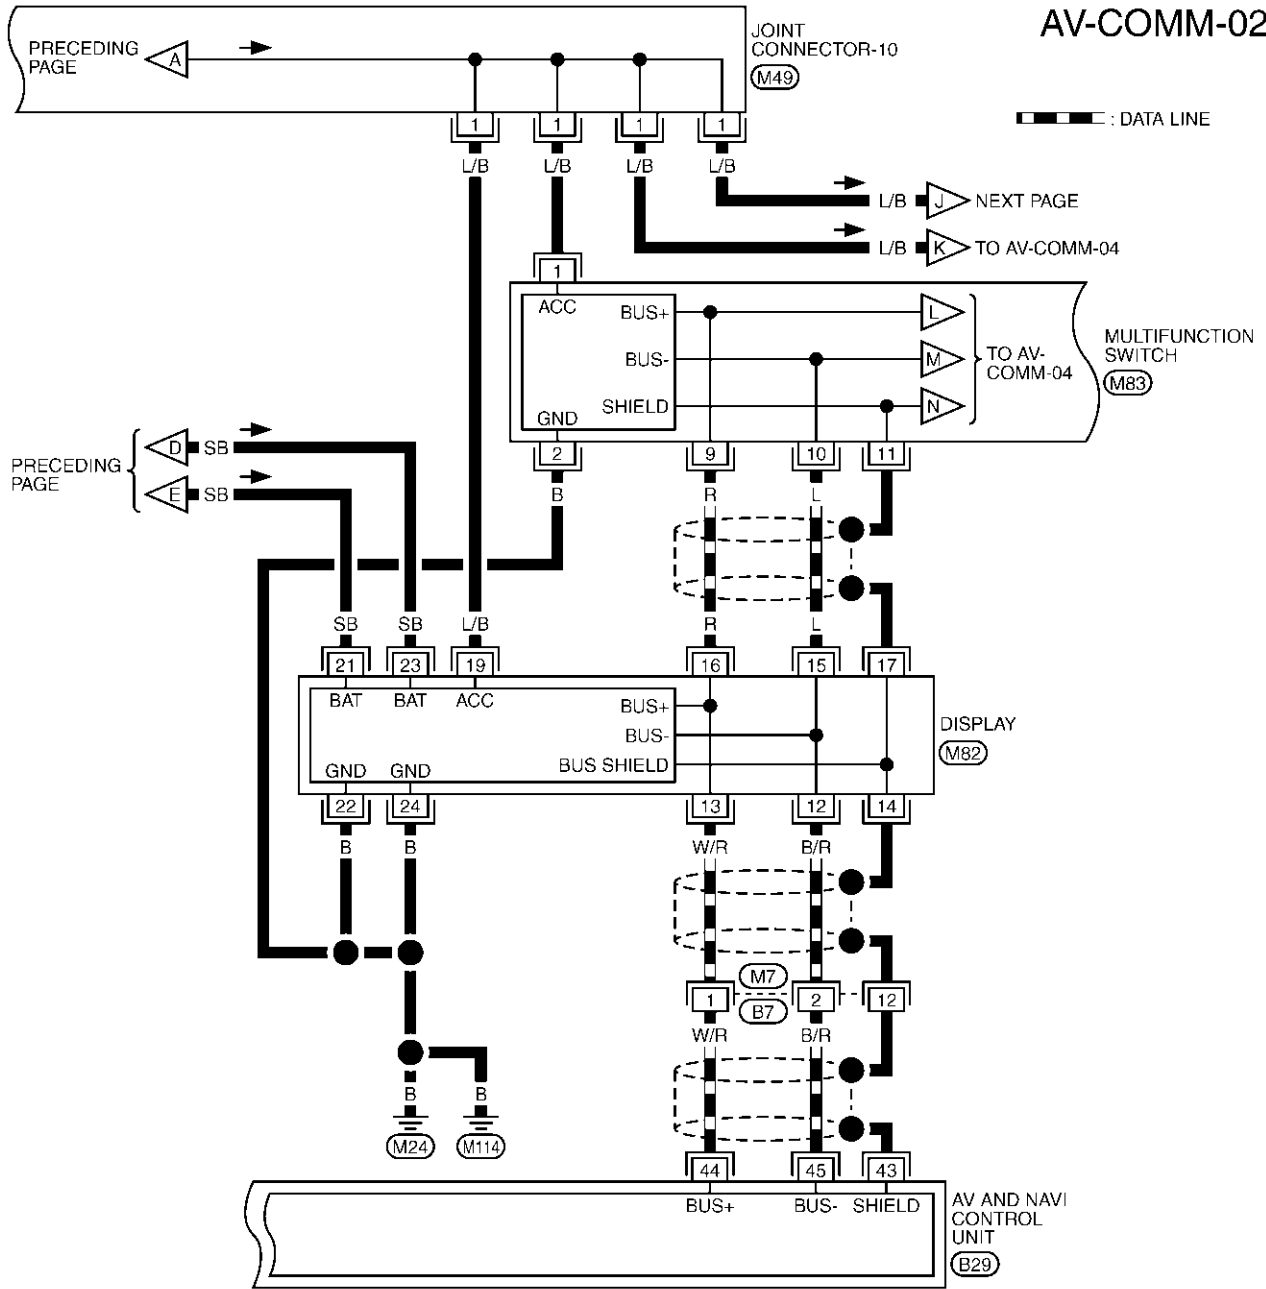 AV-COMM-02
PRECEDING
PAGE
A
JOINT
CONNECTOR-10
M49
: DATA LINE
1 1 1 1
L/B L/B L/B L/B
L/B J NEXT PAGE
L/B K TO AV-COMM-04
1
ACC
BUS+ L
BUS- M
SHIELD N
GND
TO AV-
COMM-04
MULTIFUNCTION
SWITCH
M83
2 9 10 11
B R L
PRECEDING
PAGE
D SB
E SB
SB SB L/B R L
21 23 19 16 15 17
BAT BAT ACC
BUS+
BUS-
BUS SHIELD
GND GND
DISPLAY
M82
22 24 13 12 14
B B W/R B/R
M7
1 2 12
B7
W/R B/R
B B
M24 M114
44 45 43
BUS+ BUS- SHIELD
AV AND NAVI
CONTROL
UNIT
B29